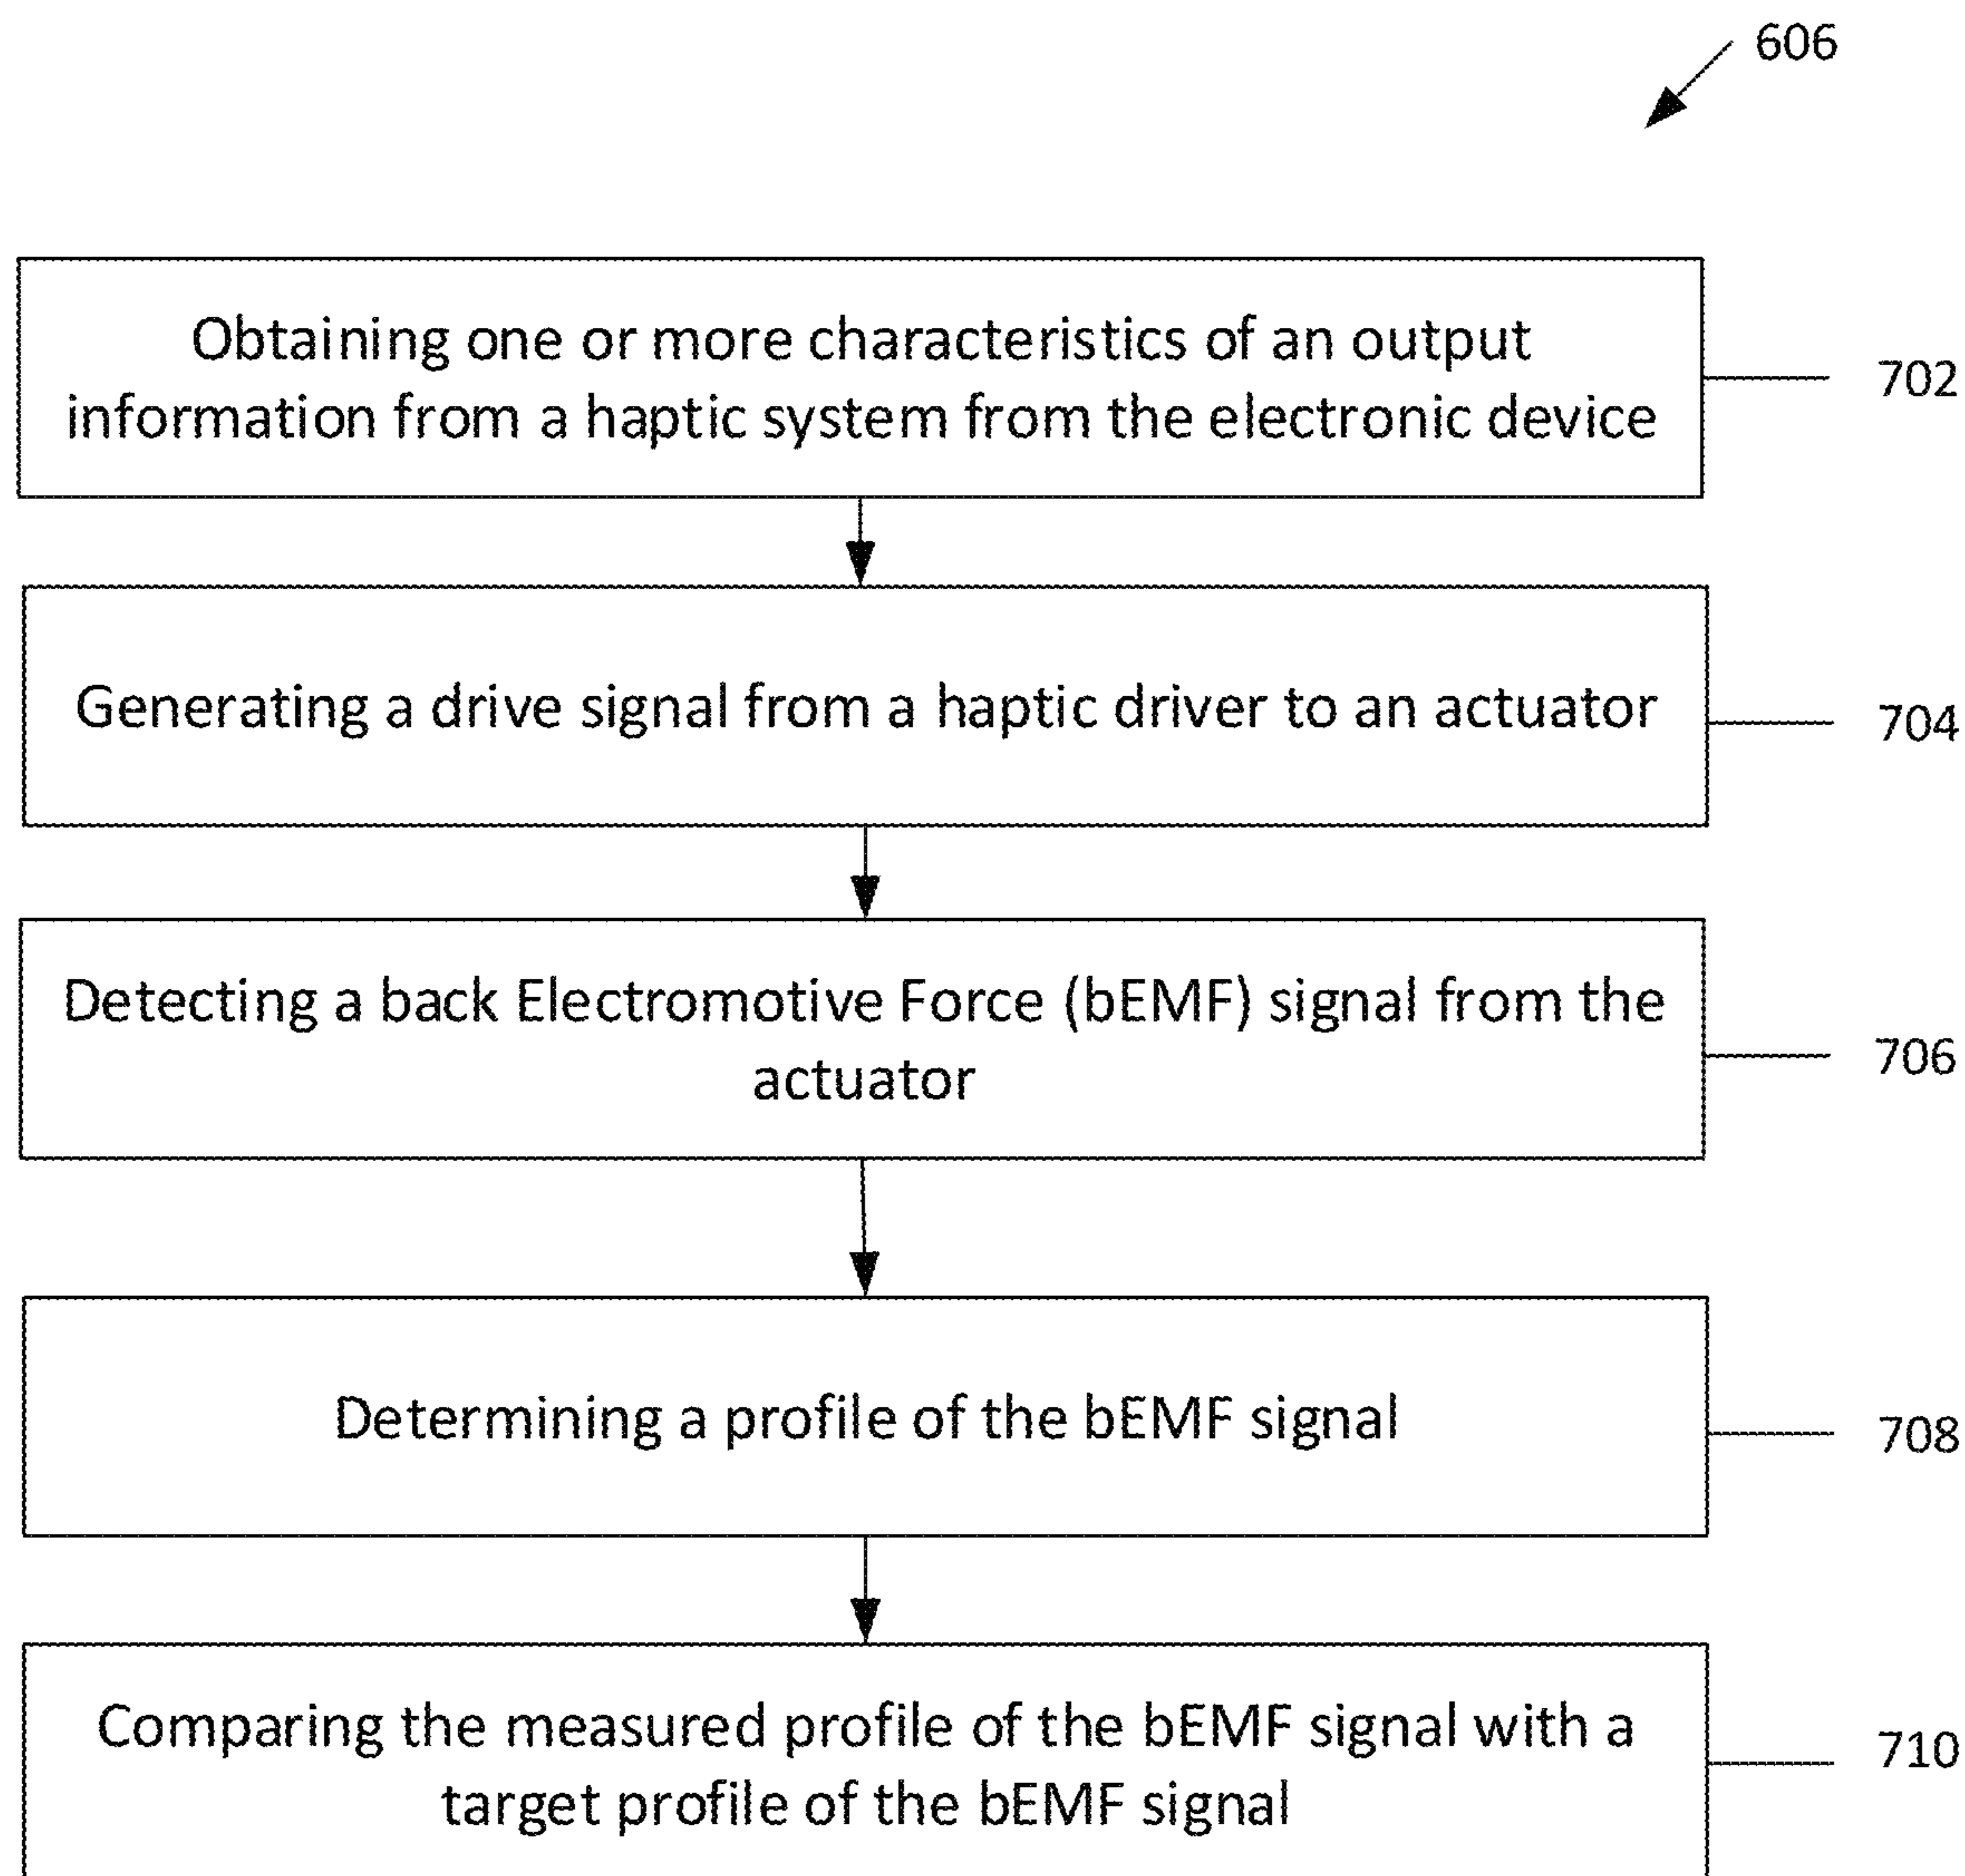 606
Obtaining one or more characteristics of an output
information from a haptic system from the electronic device
702
Generating a drive signal from a haptic driver to an actuator
704
Detecting a back Electromotive Force (bEMF) signal from the
actuator
706
Determining a profile of the bEMF signal
708
Comparing the measured profile of the bEMF signal with a
target profile of the bEMF signal
710